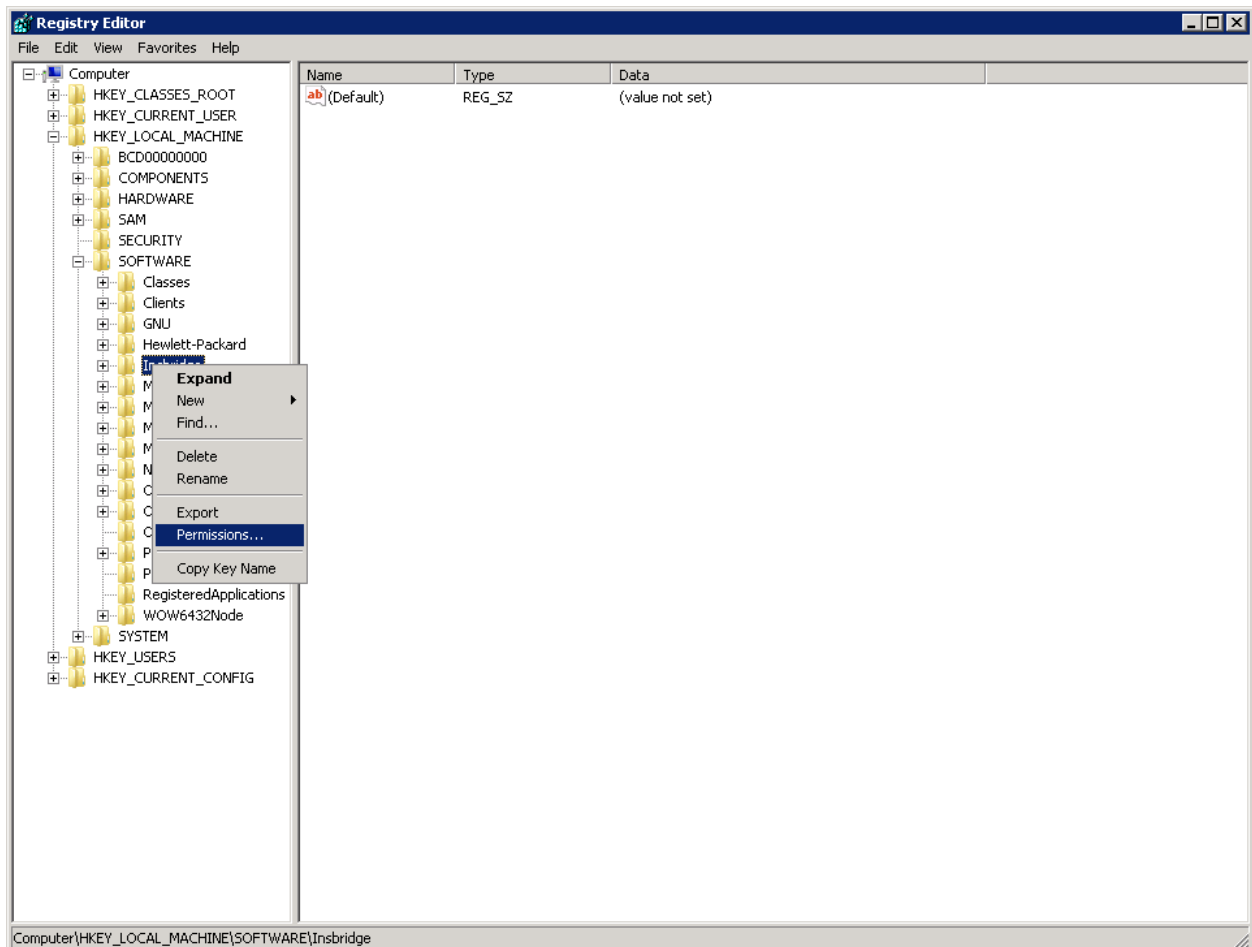 Registry Editor
File Edit View Favorites Help
Computer
HKEY_CLASSES_ROOT
HKEY_CURRENT_USER
HKEY_LOCAL_MACHINE
BCD00000000
COMPONENTS
HARDWARE
SAM
SECURITY
SOFTWARE
Classes
Clients
GNU
Hewlett-Packard
Insbridge
M
M
M
M
N
O
O
O
P
P
RegisteredApplications
WOW6432Node
SYSTEM
HKEY_USERS
HKEY_CURRENT_CONFIG
Expand
New
Find...
Delete
Rename
Export
Permissions...
Copy Key Name
Name Type Data
ab (Default) REG_SZ (value not set)
Computer\HKEY_LOCAL_MACHINE\SOFTWARE\Insbridge